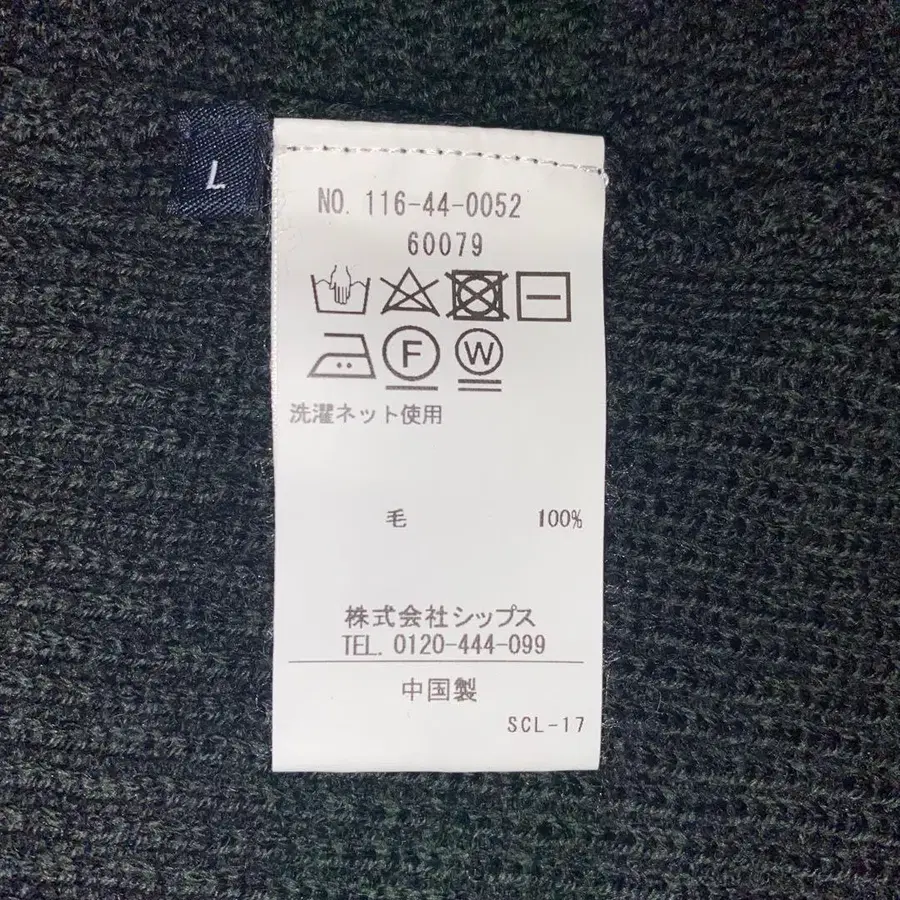 L
NO. 116-44-0052
60079
F W
洗濯ネット使用
毛 100%
株式会社シップス
TEL. 0120-444-099
中国製
SCL-17